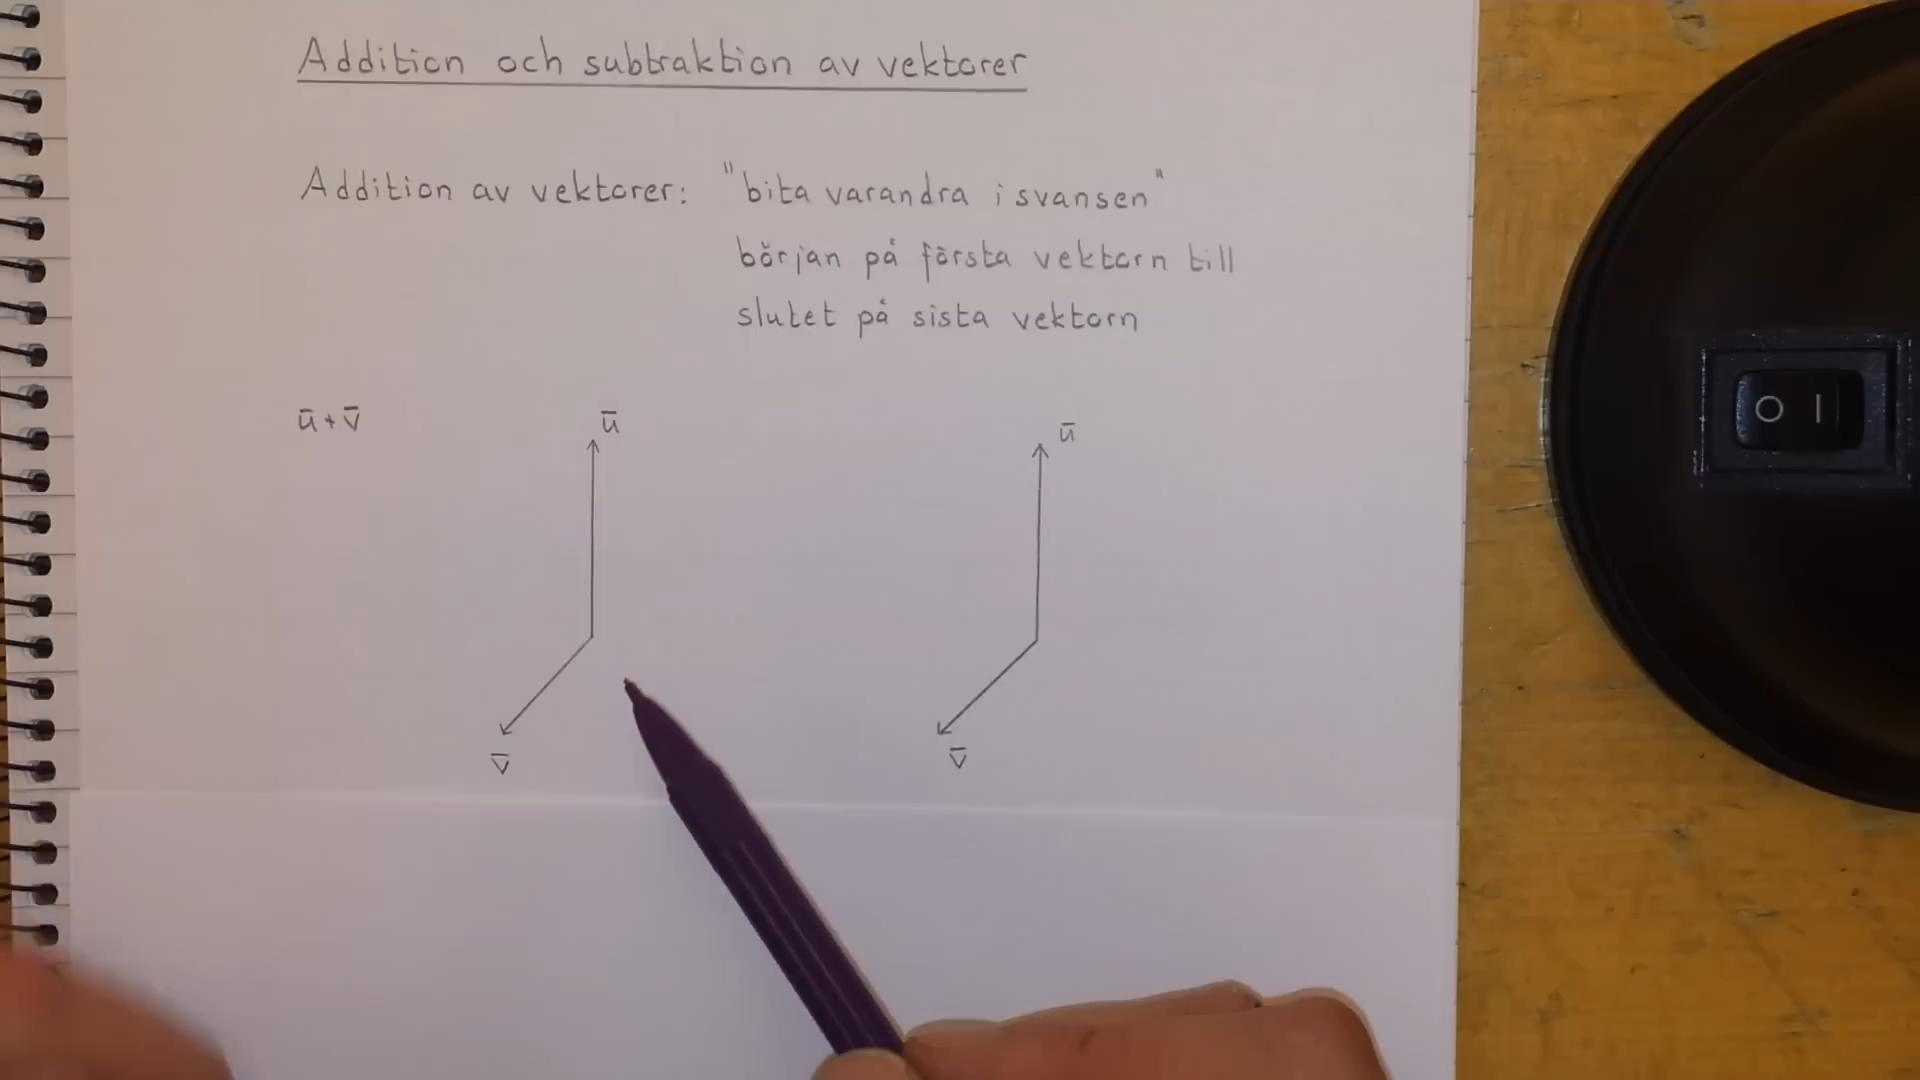 Addition och subtraktion av vektorer
Addition av vektorer: "bita varandra i svansen"
början på första vektorn till
slutet på sista vektorn
u̅ + v̅
u̅
u̅
v̅
v̅
O I